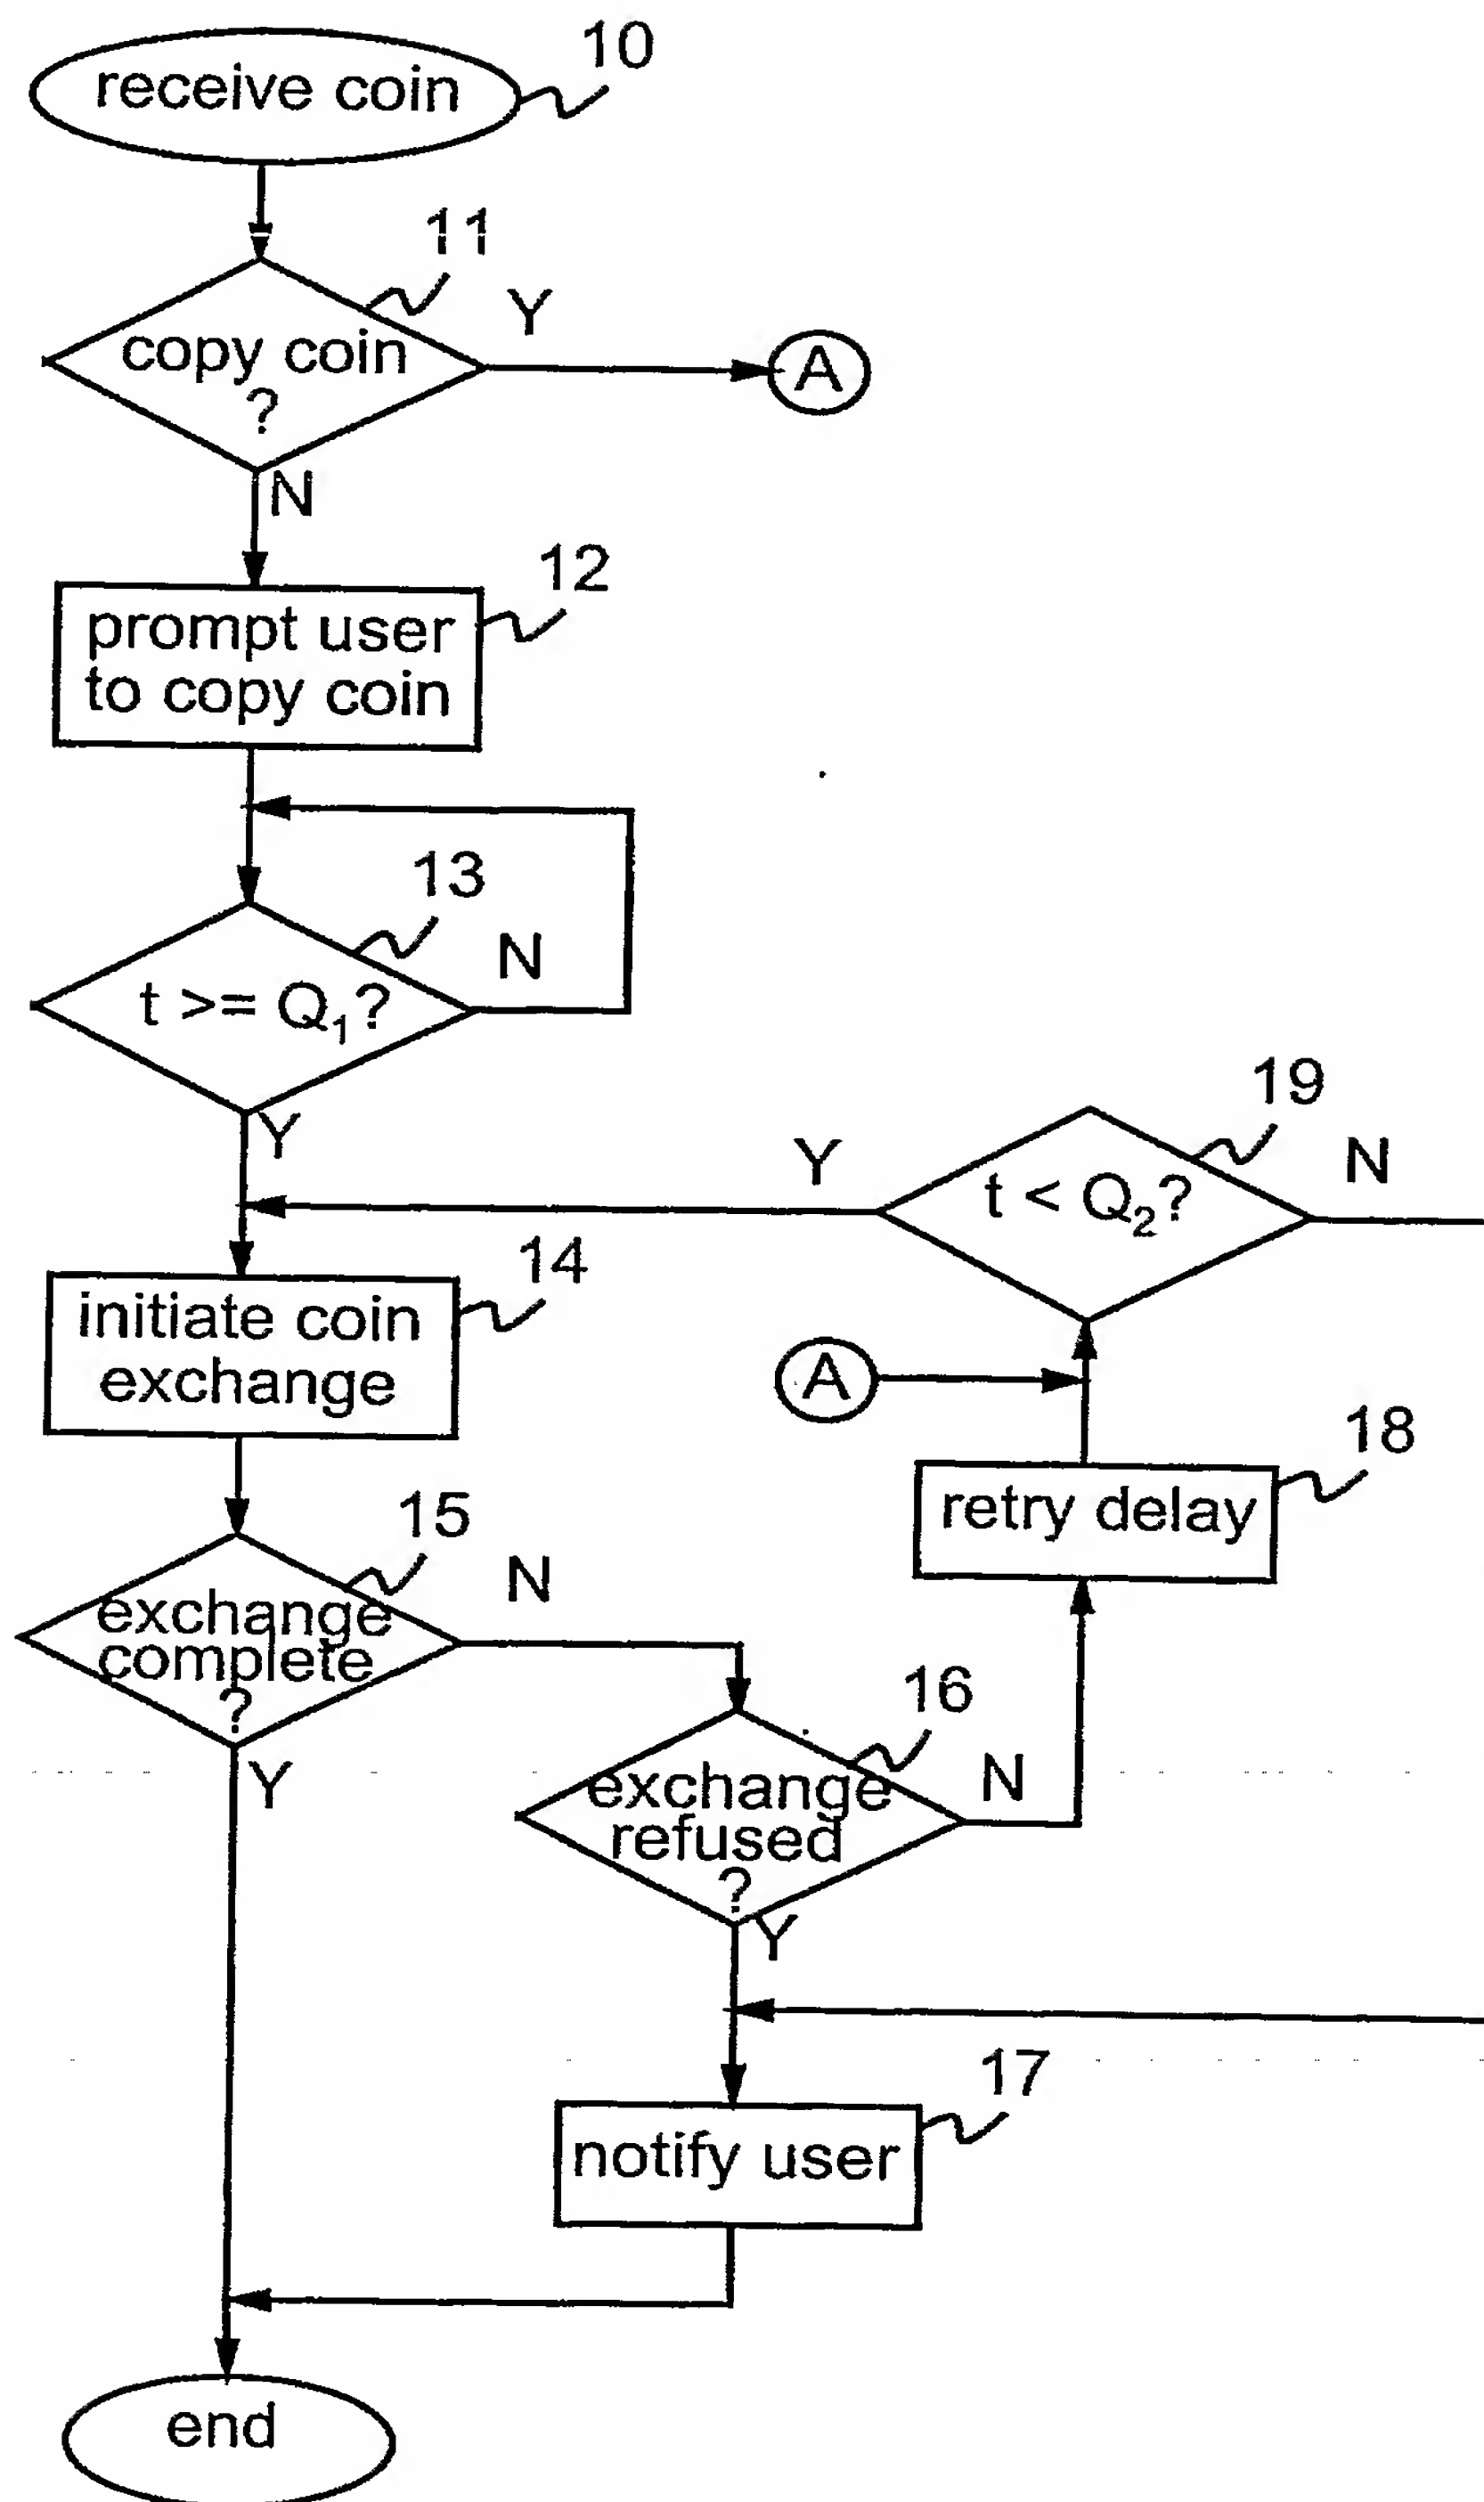 receive coin
10
11
copy coin
?
Y
A
N
12
prompt user
to copy coin
13
t >= Q₁?
N
Y
19
t < Q₂?
Y
N
14
initiate coin
exchange
A
18
retry delay
15
exchange
complete
?
N
Y
16
exchange
refused
?
N
Y
17
notify user
end